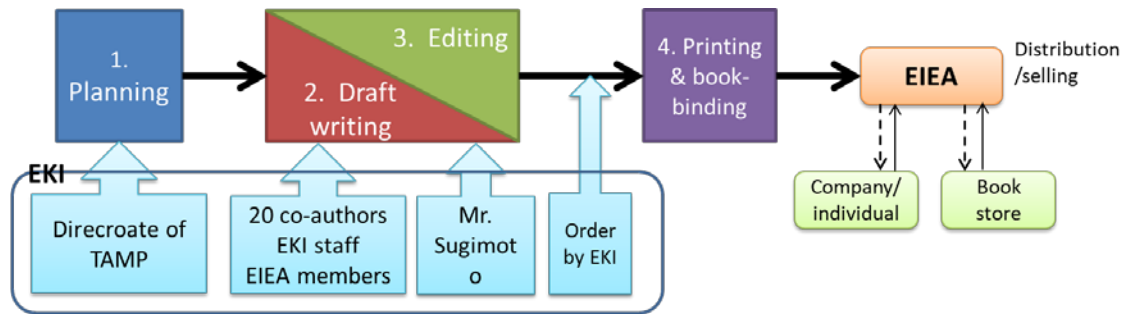 1.
Planning
3. Editing
2. Draft
writing
4. Printing
& book-
binding
EIEA
Distribution
/selling
Company/
individual
Book
store
EKI
Direcroate of
TAMP
20 co-authors
EKI staff
EIEA members
Mr.
Sugimot
o
Order
by EKI